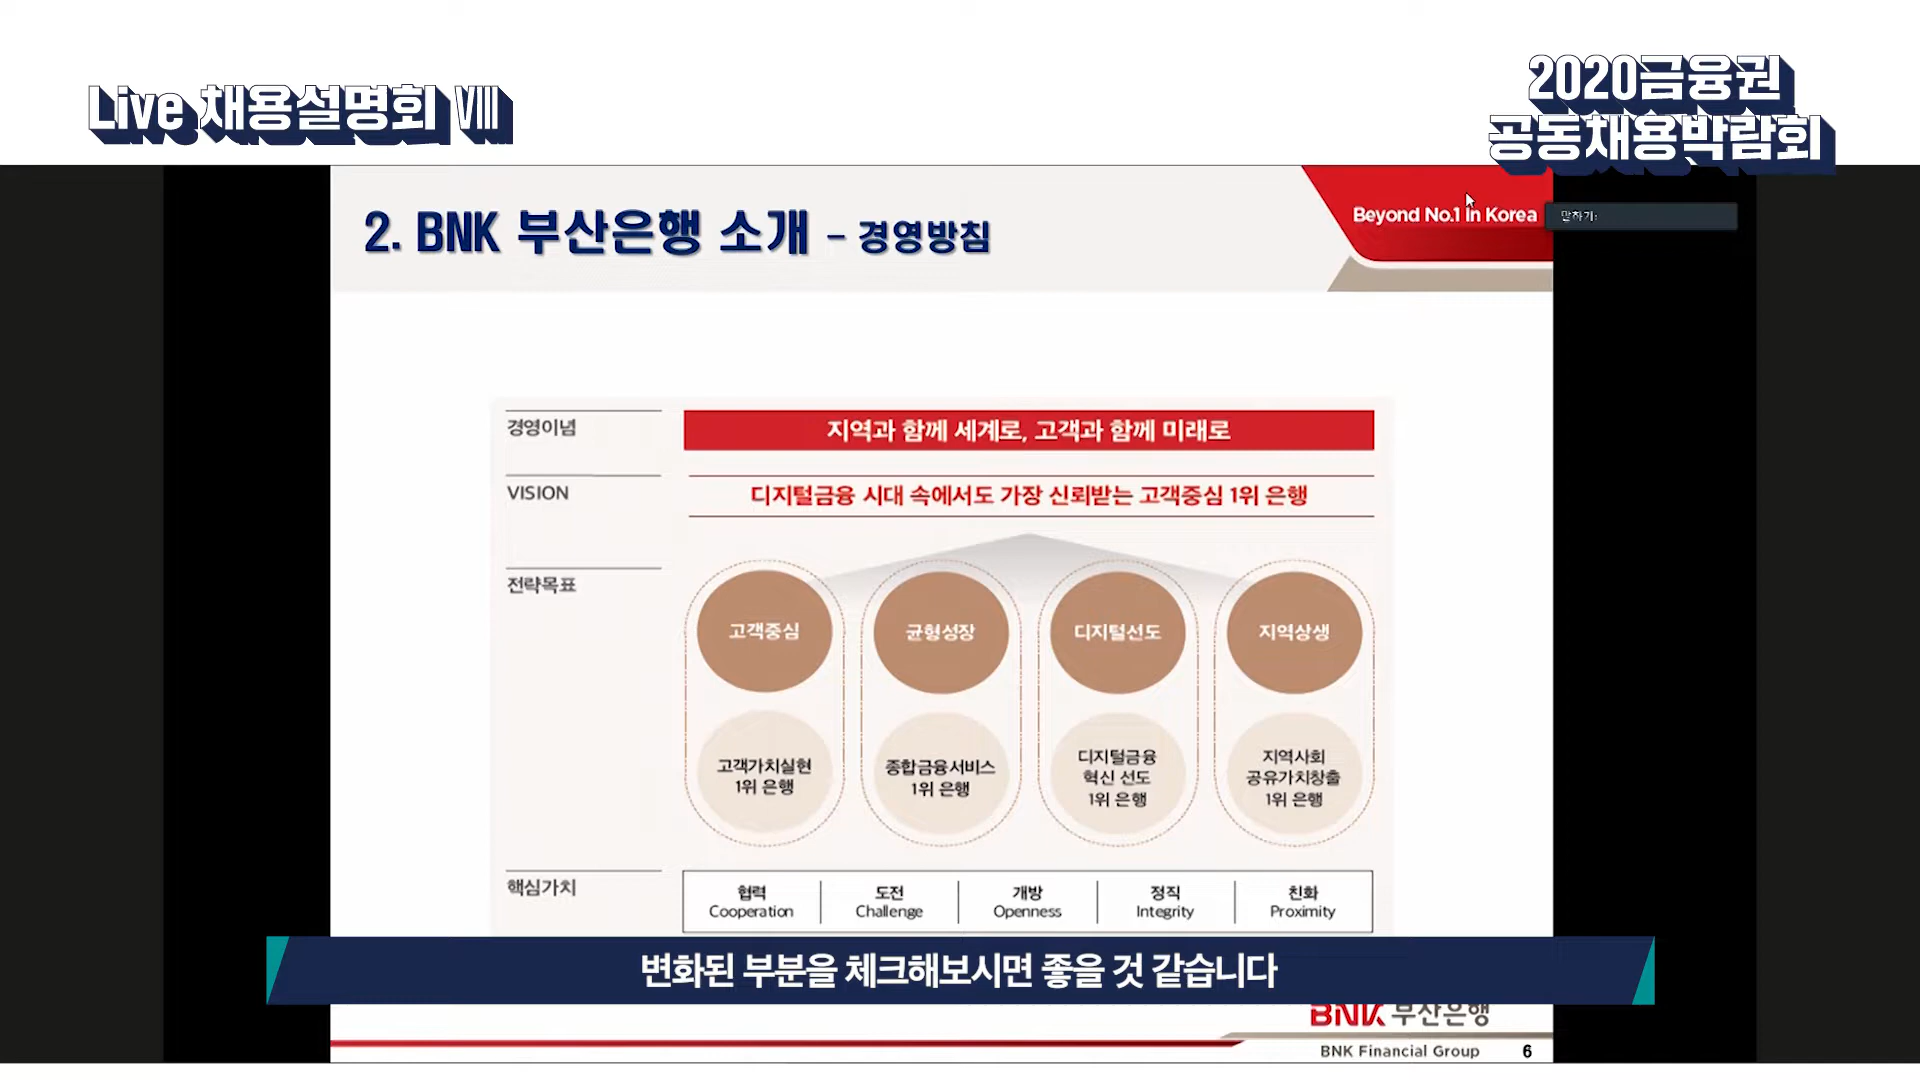 Live 채용설명회 Ⅷ
2020금융권
공동채용박람회
2. BNK 부산은행 소개 – 경영방침
Beyond No.1 in Korea
말하기:
경영이념
지역과 함께 세계로, 고객과 함께 미래로
VISION
디지털금융 시대 속에서도 가장 신뢰받는 고객중심 1위 은행
전략목표
고객중심
균형성장
디지털선도
지역상생
고객가치실현
1위 은행
종합금융서비스
1위 은행
디지털금융
혁신 선도
1위 은행
지역사회
공유가치창출
1위 은행
핵심가치
협력
Cooperation
도전
Challenge
개방
Openness
정직
Integrity
친화
Proximity
변화된 부분을 체크해보시면 좋을 것 같습니다
BNK 부산은행
BNK Financial Group
6